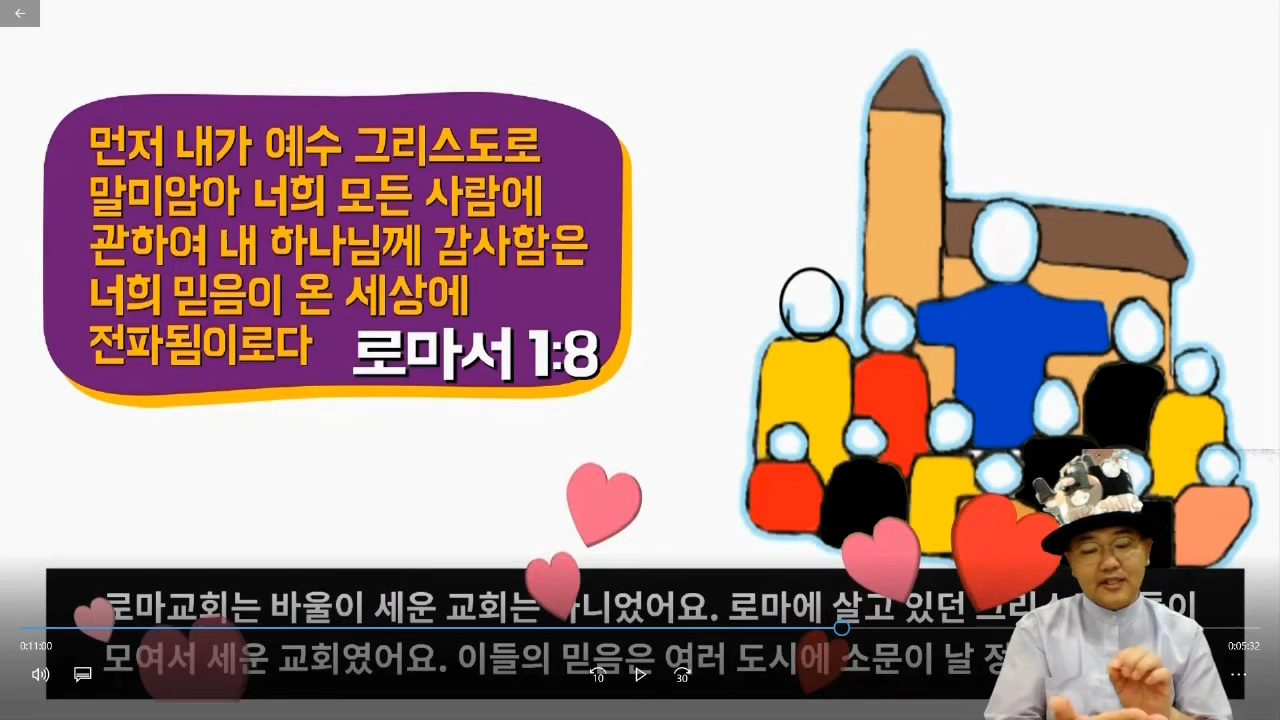 먼저 내가 예수 그리스도로
말미암아 너희 모든 사람에
관하여 내 하나님께 감사함은
너희 믿음이 온 세상에
전파됨이로다 로마서 1:8
로마교회는 바울이 세운 교회는 아니었어요. 로마에 살고 있던
모여서 세운 교회였어요. 이들의 믿음은 여러 도시에 소문이 날
0:11:00
0:05:32
10
30